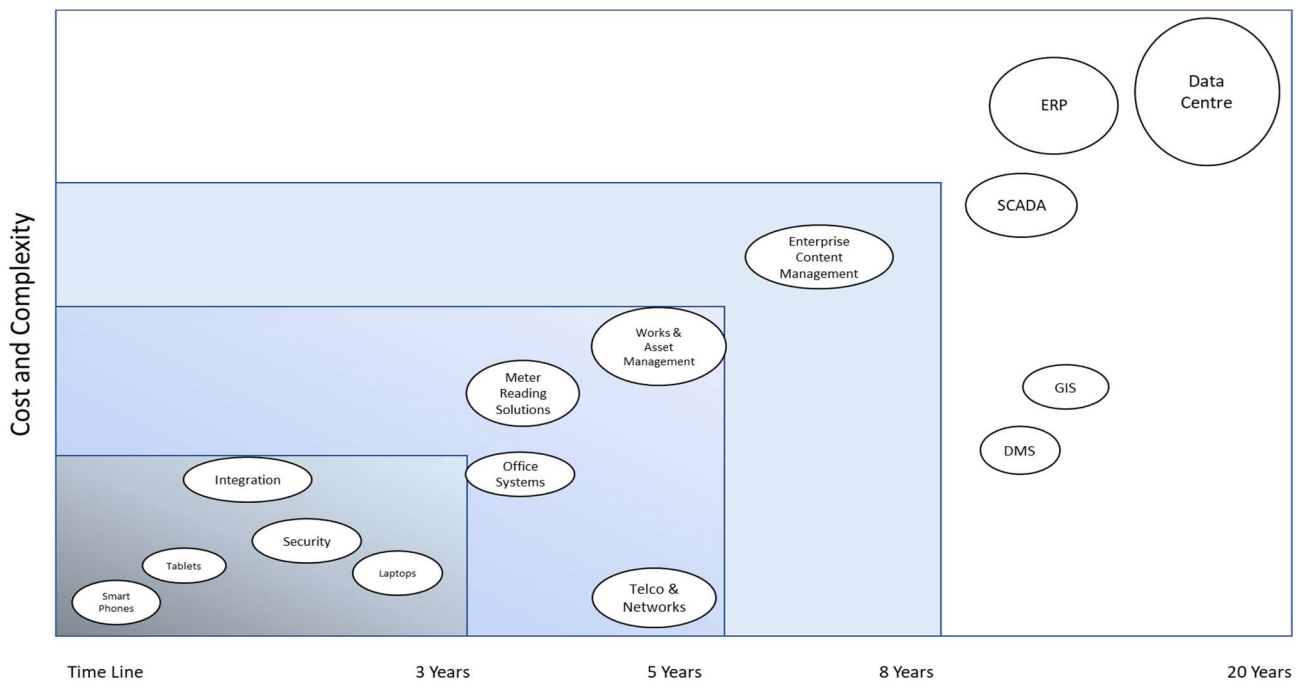 Data
Centre
ERP
SCADA
Enterprise
Content
Management
Works &
Asset
Management
Meter
Reading
Solutions
GIS
DMS
Office
Systems
Integration
Security
Tablets
Laptops
Smart
Phones
Telco &
Networks
Cost and Complexity
Time Line
3 Years
5 Years
8 Years
20 Years